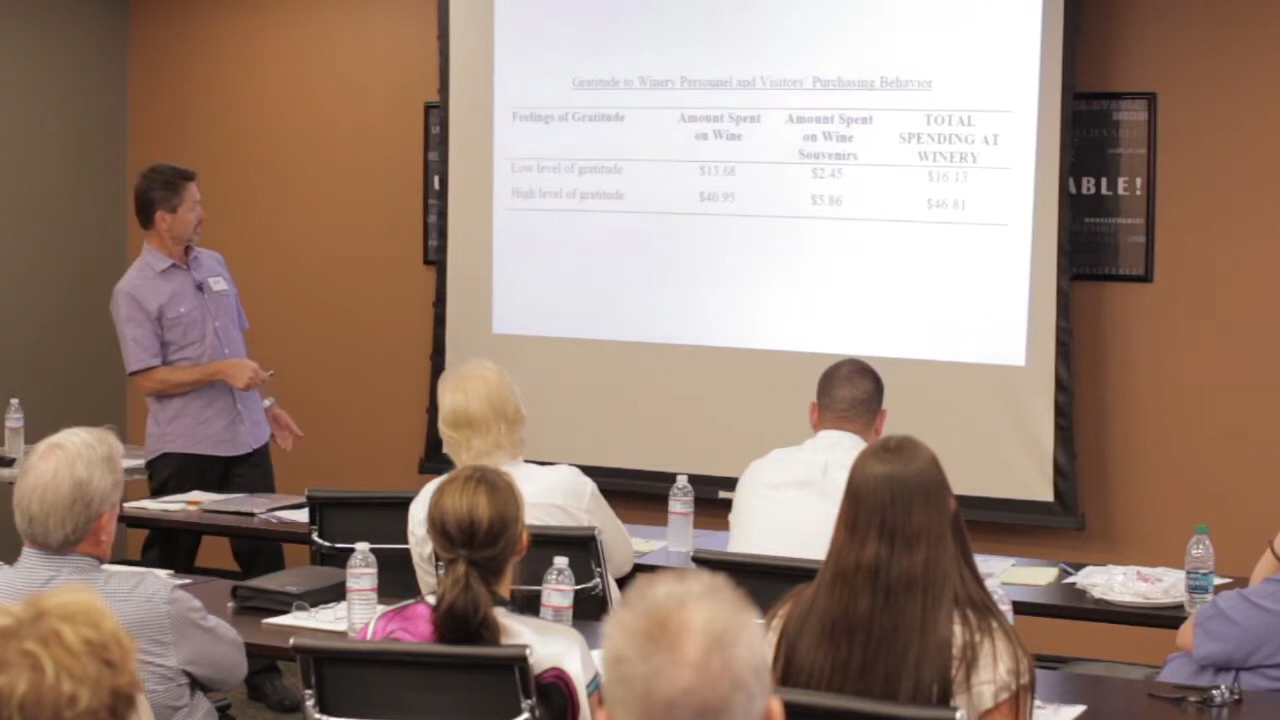 Gratitude to Winery Personnel and Visitors' Purchasing Behavior
Feelings of Gratitude Amount Spent on Wine Amount Spent on Wine Souvenirs TOTAL SPENDING AT WINERY
Low level of gratitude $13.68 $2.45 $16.13
High level of gratitude $40.95 $5.86 $46.81
ABLE!